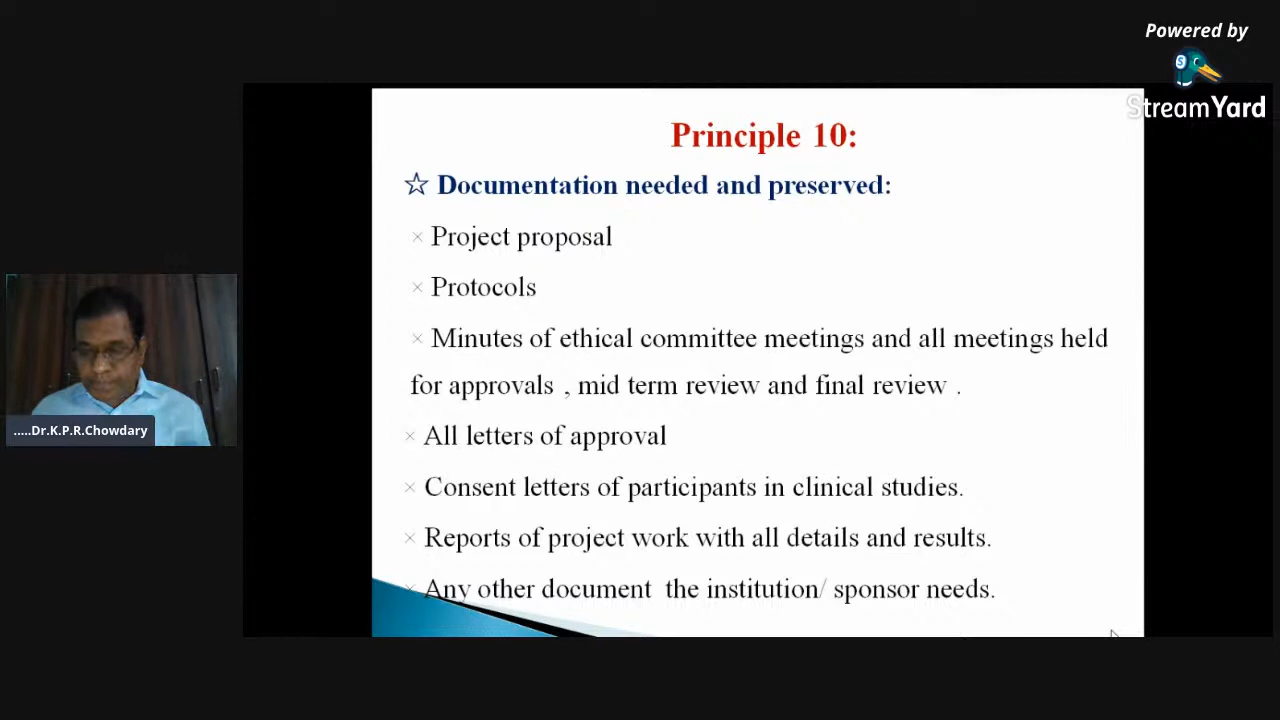 Powered by
StreamYard
Principle 10:
☆ Documentation needed and preserved:
× Project proposal
× Protocols
× Minutes of ethical committee meetings and all meetings held
for approvals , mid term review and final review .
× All letters of approval
× Consent letters of participants in clinical studies.
× Reports of project work with all details and results.
× Any other document the institution/ sponsor needs.
.....Dr.K.P.R.Chowdary